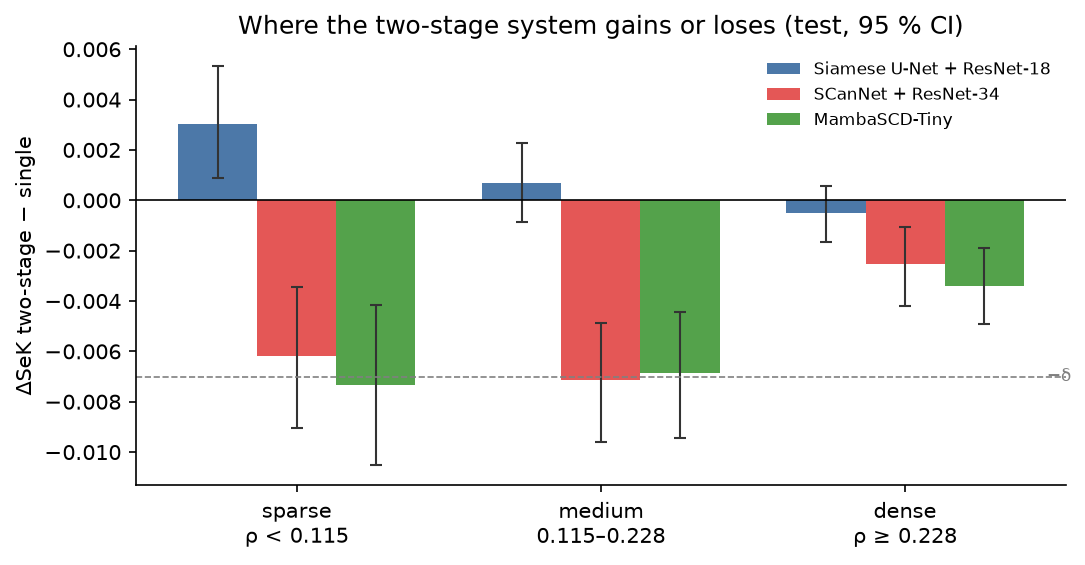 Where the two-stage system gains or loses (test, 95 % CI)
Siamese U-Net + ResNet-18
SCanNet + ResNet-34
MambaSCD-Tiny
ΔSeK two-stage − single
0.006
0.004
0.002
0.000
−0.002
−0.004
−0.006
−0.008
−0.010
−δ
sparse
ρ < 0.115
medium
0.115–0.228
dense
ρ ≥ 0.228